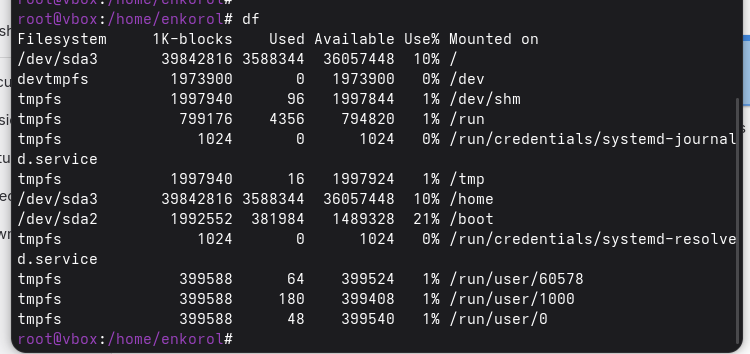 root@vbox:/home/enkorol#
root@vbox:/home/enkorol# df
Filesystem     1K-blocks    Used Available Use% Mounted on
/dev/sda3       39842816 3588344  36057448  10% /
devtmpfs         1973900       0   1973900   0% /dev
tmpfs            1997940      96   1997844   1% /dev/shm
tmpfs             799176    4356    794820   1% /run
tmpfs               1024       0      1024   0% /run/credentials/systemd-journal
d.service
tmpfs            1997940      16   1997924   1% /tmp
/dev/sda3       39842816 3588344  36057448  10% /home
/dev/sda2        1992552  381984   1489328  21% /boot
tmpfs               1024       0      1024   0% /run/credentials/systemd-resolve
d.service
tmpfs             399588      64    399524   1% /run/user/60578
tmpfs             399588     180    399408   1% /run/user/1000
tmpfs             399588      48    399540   1% /run/user/0
root@vbox:/home/enkorol#